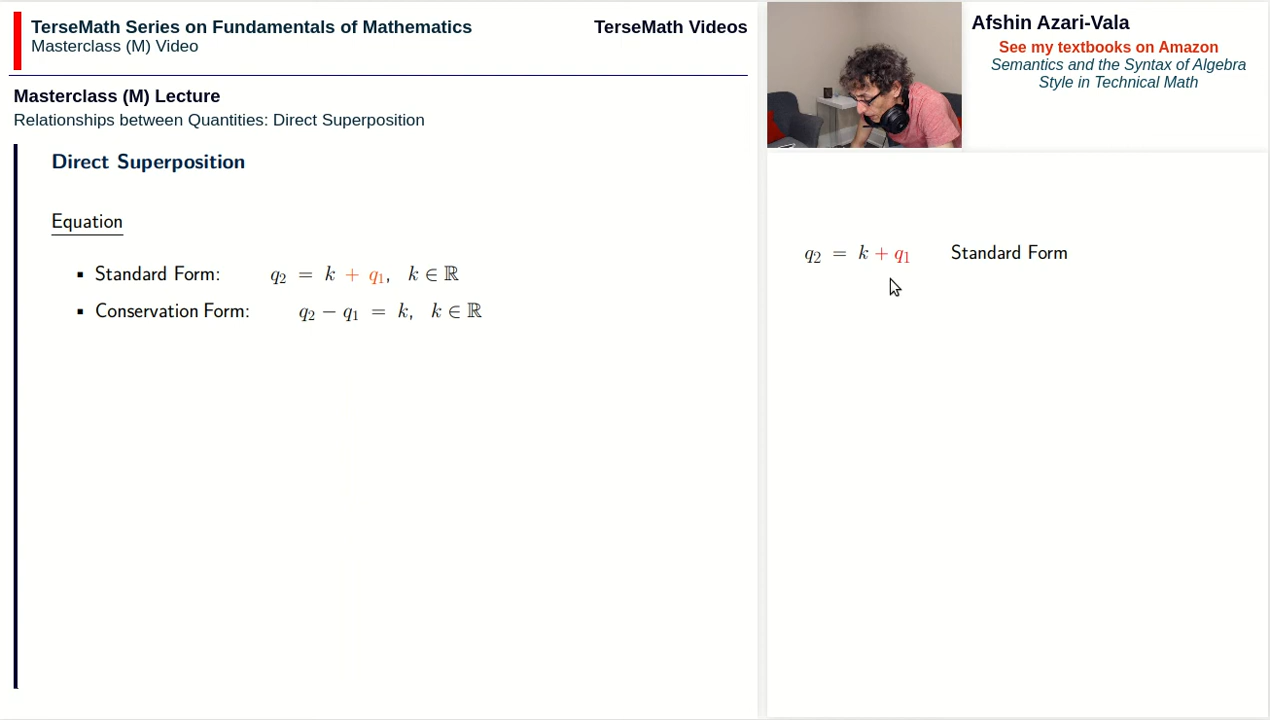 TerseMath Series on Fundamentals of Mathematics
TerseMath Videos
Masterclass (M) Video
Masterclass (M) Lecture
Relationships between Quantities: Direct Superposition
Direct Superposition
Equation
▪ Standard Form: q₂ = k + q₁, k ∈ ℝ
▪ Conservation Form: q₂ − q₁ = k, k ∈ ℝ
Afshin Azari-Vala
See my textbooks on Amazon
Semantics and the Syntax of Algebra
Style in Technical Math
q₂ = k + q₁ Standard Form